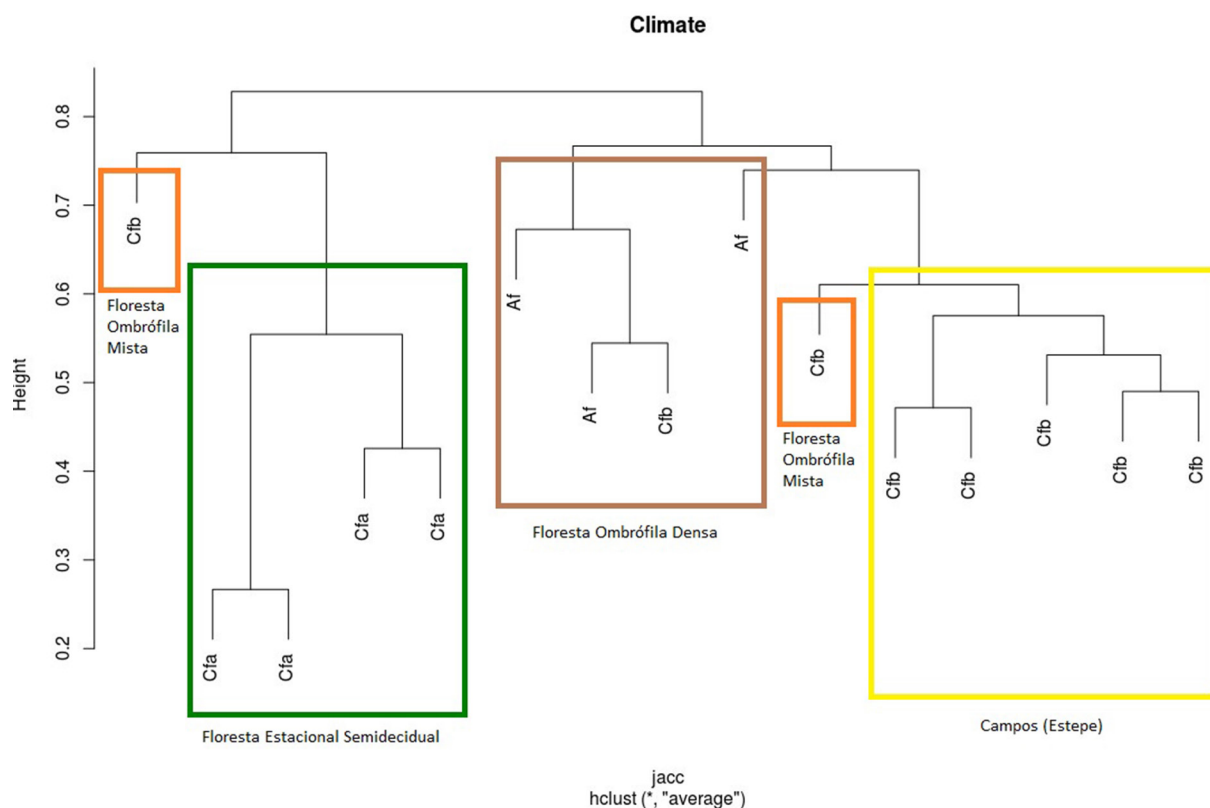 Climate
Height
0.8
0.7
0.6
0.5
0.4
0.3
0.2
Cfb
Floresta
Ombrófila
Mista
Cfa
Cfa
Cfa
Cfa
Floresta Estacional Semidecidual
Af
Af
Cfb
Af
Floresta Ombrófila Densa
Cfb
Floresta
Ombrófila
Mista
Cfb
Cfb
Cfb
Cfb
Cfb
Campos (Estepe)
jacc
hclust (*, "average")